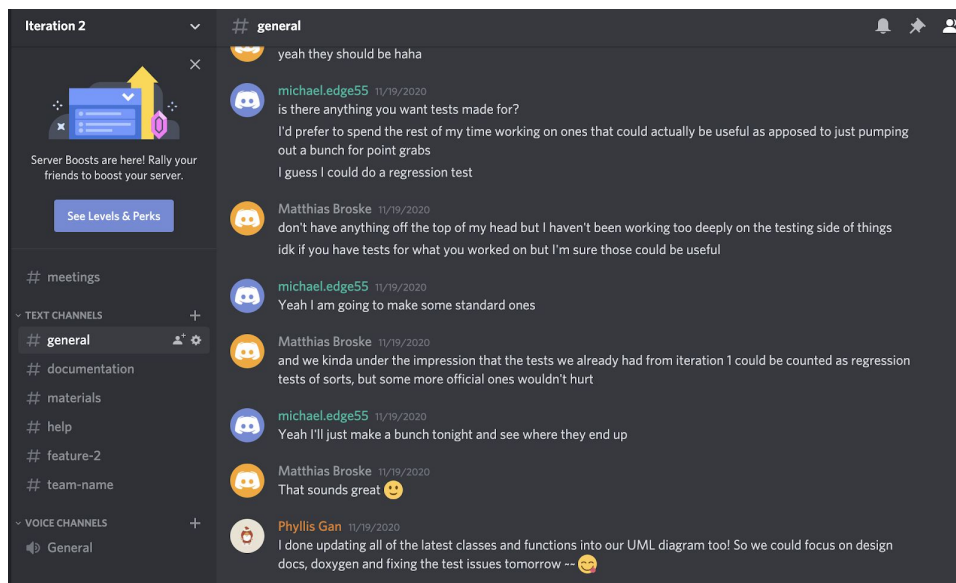 Iteration 2
Server Boosts are here! Rally your
friends to boost your server.
See Levels & Perks
# meetings
TEXT CHANNELS
# general
# documentation
# materials
# help
# feature-2
# team-name
VOICE CHANNELS
General
# general
yeah they should be haha
michael.edge55 11/19/2020
is there anything you want tests made for?
I'd prefer to spend the rest of my time working on ones that could actually be useful as apposed to just pumping
out a bunch for point grabs
I guess I could do a regression test
Matthias Broske 11/19/2020
don't have anything off the top of my head but I haven't been working too deeply on the testing side of things
idk if you have tests for what you worked on but I'm sure those could be useful
michael.edge55 11/19/2020
Yeah I am going to make some standard ones
Matthias Broske 11/19/2020
and we kinda under the impression that the tests we already had from iteration 1 could be counted as regression
tests of sorts, but some more official ones wouldn't hurt
michael.edge55 11/19/2020
Yeah I'll just make a bunch tonight and see where they end up
Matthias Broske 11/19/2020
That sounds great 🙂
Phyllis Gan 11/19/2020
I done updating all of the latest classes and functions into our UML diagram too! So we could focus on design
docs, doxygen and fixing the test issues tomorrow ~~ 😋